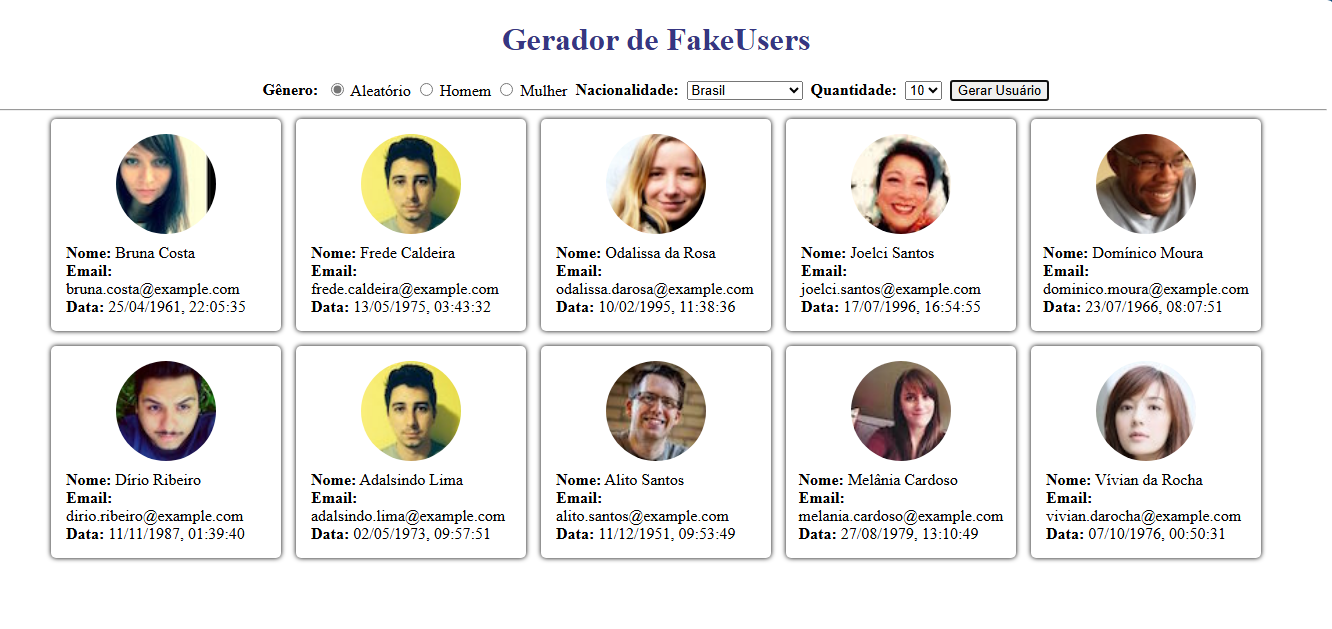 Gerador de FakeUsers
Gênero: Aleatório Homem Mulher Nacionalidade: Brasil Quantidade: 10 Gerar Usuário
Nome: Bruna Costa
Email:
bruna.costa@example.com
Data: 25/04/1961, 22:05:35
Nome: Frede Caldeira
Email:
frede.caldeira@example.com
Data: 13/05/1975, 03:43:32
Nome: Odalissa da Rosa
Email:
odalissa.darosa@example.com
Data: 10/02/1995, 11:38:36
Nome: Joelci Santos
Email:
joelci.santos@example.com
Data: 17/07/1996, 16:54:55
Nome: Domínico Moura
Email:
dominico.moura@example.com
Data: 23/07/1966, 08:07:51
Nome: Dírio Ribeiro
Email:
dirio.ribeiro@example.com
Data: 11/11/1987, 01:39:40
Nome: Adalsindo Lima
Email:
adalsindo.lima@example.com
Data: 02/05/1973, 09:57:51
Nome: Alito Santos
Email:
alito.santos@example.com
Data: 11/12/1951, 09:53:49
Nome: Melânia Cardoso
Email:
melania.cardoso@example.com
Data: 27/08/1979, 13:10:49
Nome: Vívian da Rocha
Email:
vivian.darocha@example.com
Data: 07/10/1976, 00:50:31